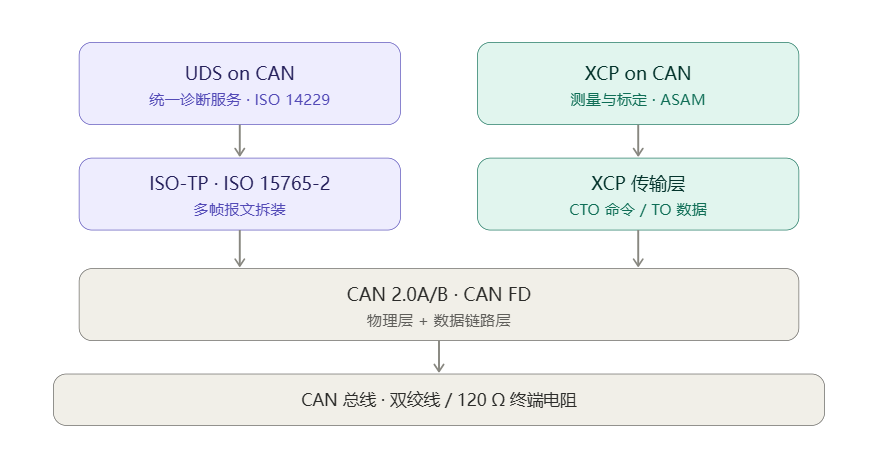 UDS on CAN
统一诊断服务 · ISO 14229
XCP on CAN
测量与标定 · ASAM
ISO-TP · ISO 15765-2
多帧报文拆装
XCP 传输层
CTO 命令 / TO 数据
CAN 2.0A/B · CAN FD
物理层 + 数据链路层
CAN 总线 · 双绞线 / 120 Ω 终端电阻